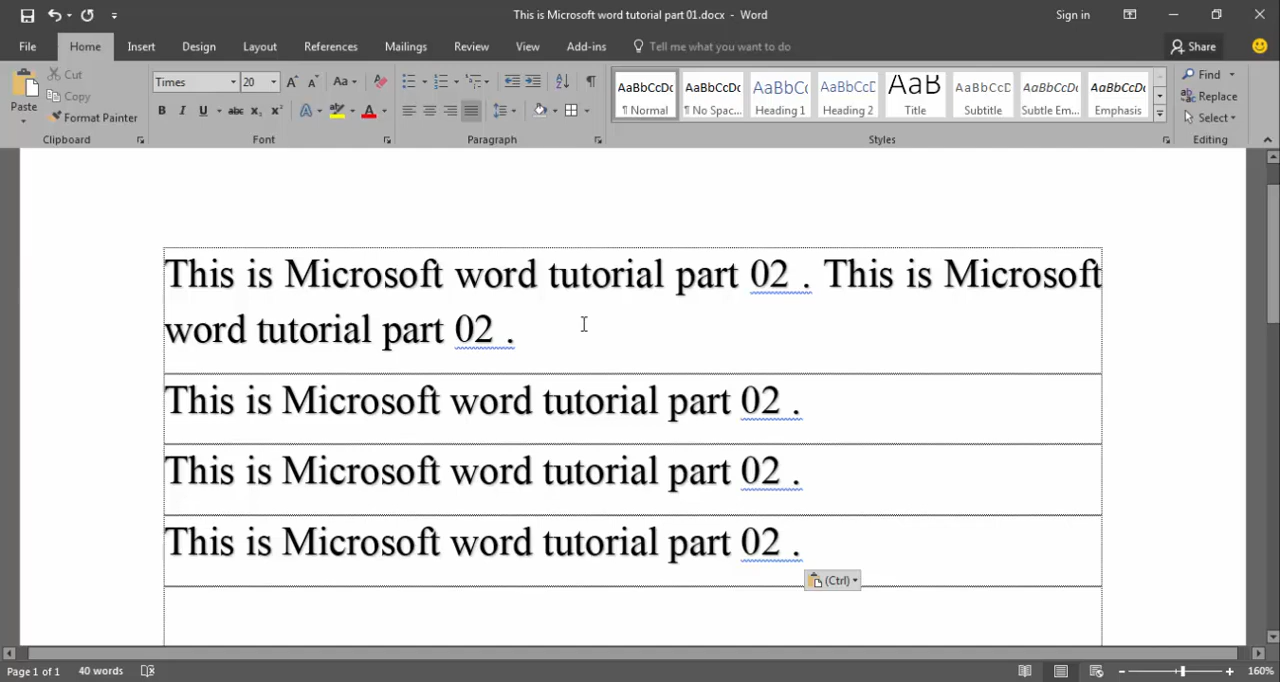 This is Microsoft word tutorial part 01.docx - Word
Sign in
File Home Insert Design Layout References Mailings Review View Add-ins Tell me what you want to do Share
Paste
Cut
Copy
Format Painter
Clipboard
Times 20
Aa
B I U abc x₂ x² A A
Font
Paragraph
AaBbCcDc AaBbCcDc AaBbCc AaBbCcD AaB AaBbCcD AaBbCcDc AaBbCcDc
¶ Normal ¶ No Spac... Heading 1 Heading 2 Title Subtitle Subtle Em... Emphasis
Styles
Find
Replace
Select
Editing
This is Microsoft word tutorial part 02 . This is Microsoft
word tutorial part 02 .
This is Microsoft word tutorial part 02 .
This is Microsoft word tutorial part 02 .
This is Microsoft word tutorial part 02 .
(Ctrl)
Page 1 of 1 40 words 160%